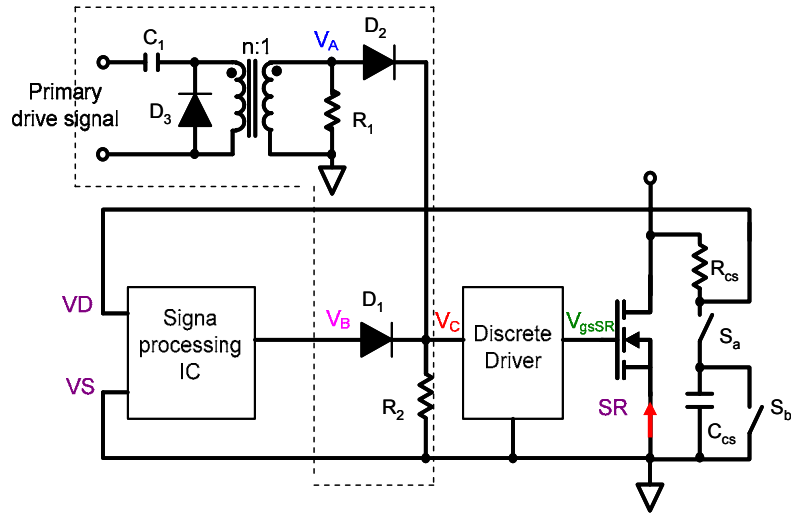 C1
n:1
VA
D2
Primary
drive signal
D3
R1
VD
Signa
processing
IC
VS
VB
D1
VC
Discrete
Driver
VgsSR
R2
SR
Rcs
Sa
Ccs
Sb